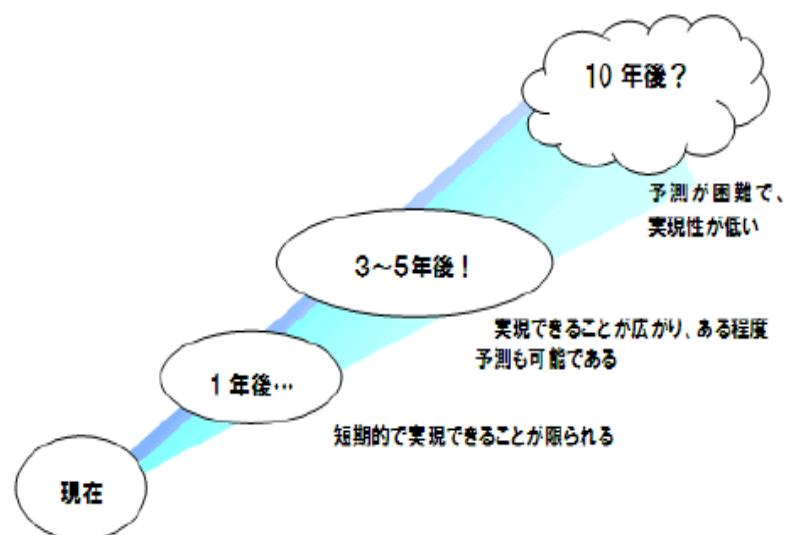 10 年後？
予測が困難で、
実現性が低い
３～５年後！
実現できることが広がり、ある程度
予測も可能である
１年後…
短期的で実現できることが限られる
現在